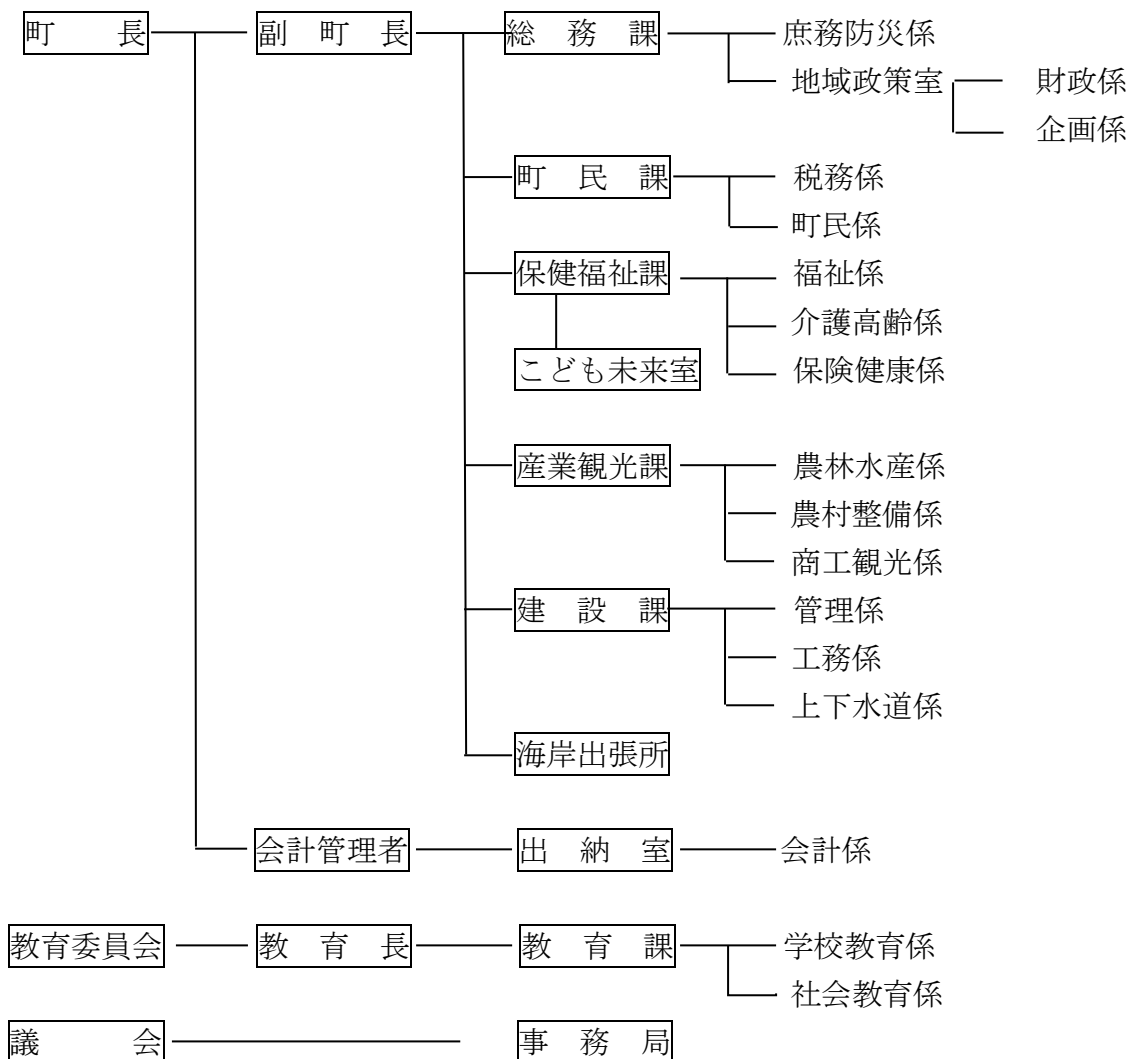 町　長 副　町　長 総　務　課 庶務防災係
地域政策室 財政係
企画係
町　民　課 税務係
町民係
保健福祉課 福祉係
介護高齢係
こども未来室 保険健康係
産業観光課 農林水産係
農村整備係
商工観光係
建　設　課 管理係
工務係
上下水道係
海岸出張所
会計管理者 出　納　室 会計係
教育委員会 教　育　長 教　育　課 学校教育係
社会教育係
議　会 事　務　局